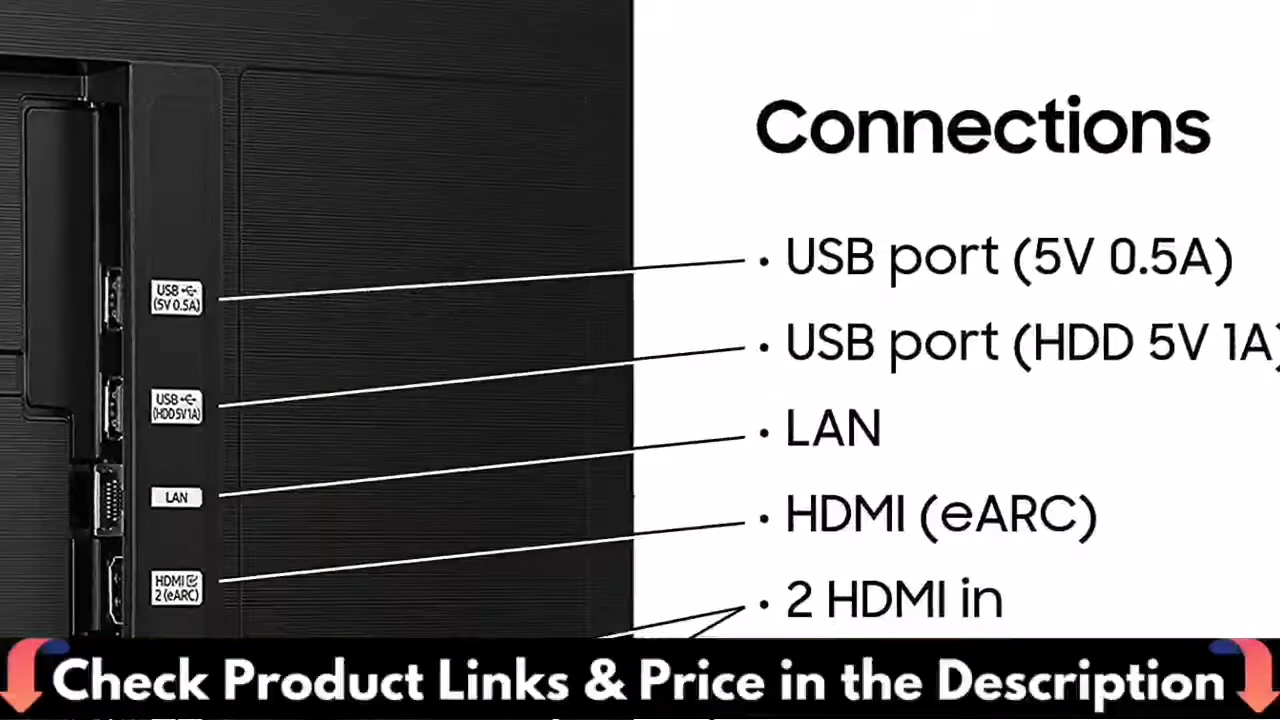 Connections
USB
(5V 0.5A)
• USB port (5V 0.5A)
USB
(HDD 5V 1A)
• USB port (HDD 5V 1A)
LAN
• LAN
HDMI
2 (eARC)
• HDMI (eARC)
• 2 HDMI in
Check Product Links & Price in the Description